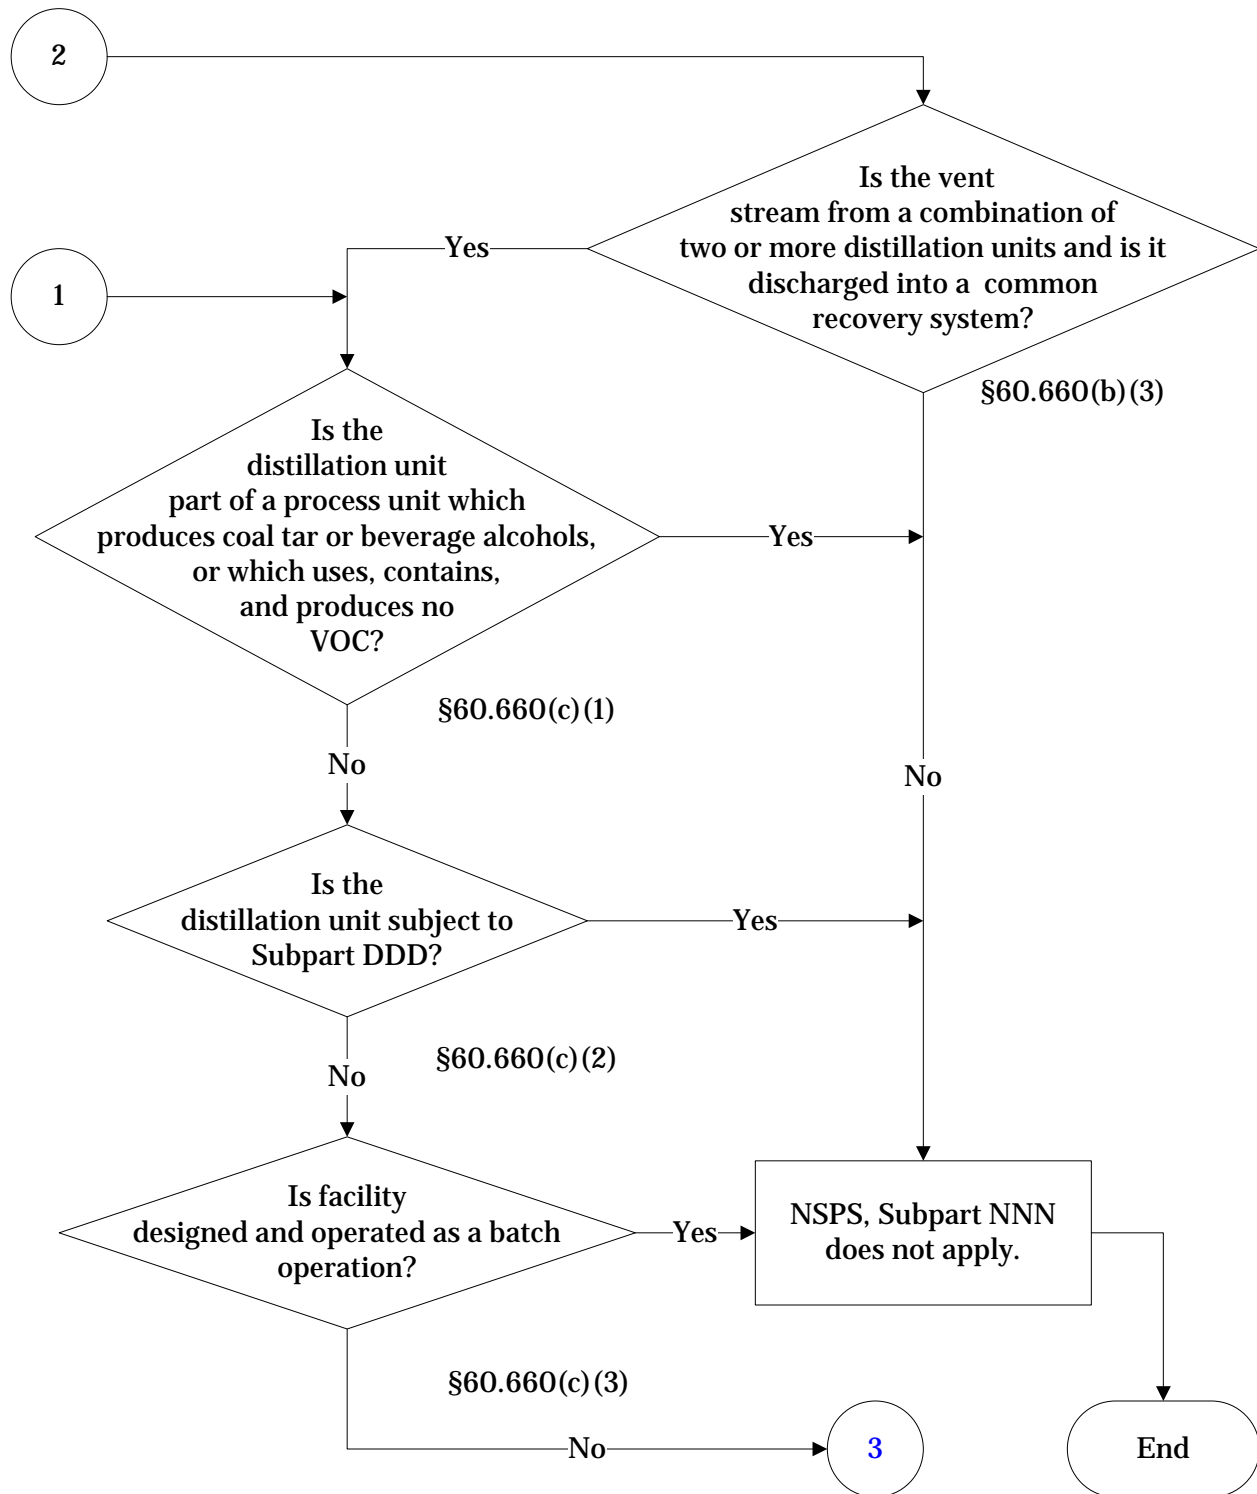 2
Is the vent
stream from a combination of
two or more distillation units and is it
discharged into a common
recovery system?
Yes
1
§60.660(b)(3)
Is the
distillation unit
part of a process unit which
produces coal tar or beverage alcohols,
or which uses, contains,
and produces no
VOC?
Yes
§60.660(c)(1)
No
No
Is the
distillation unit subject to
Subpart DDD?
Yes
§60.660(c)(2)
No
Is facility
designed and operated as a batch
operation?
Yes
NSPS, Subpart NNN
does not apply.
§60.660(c)(3)
No
3
End